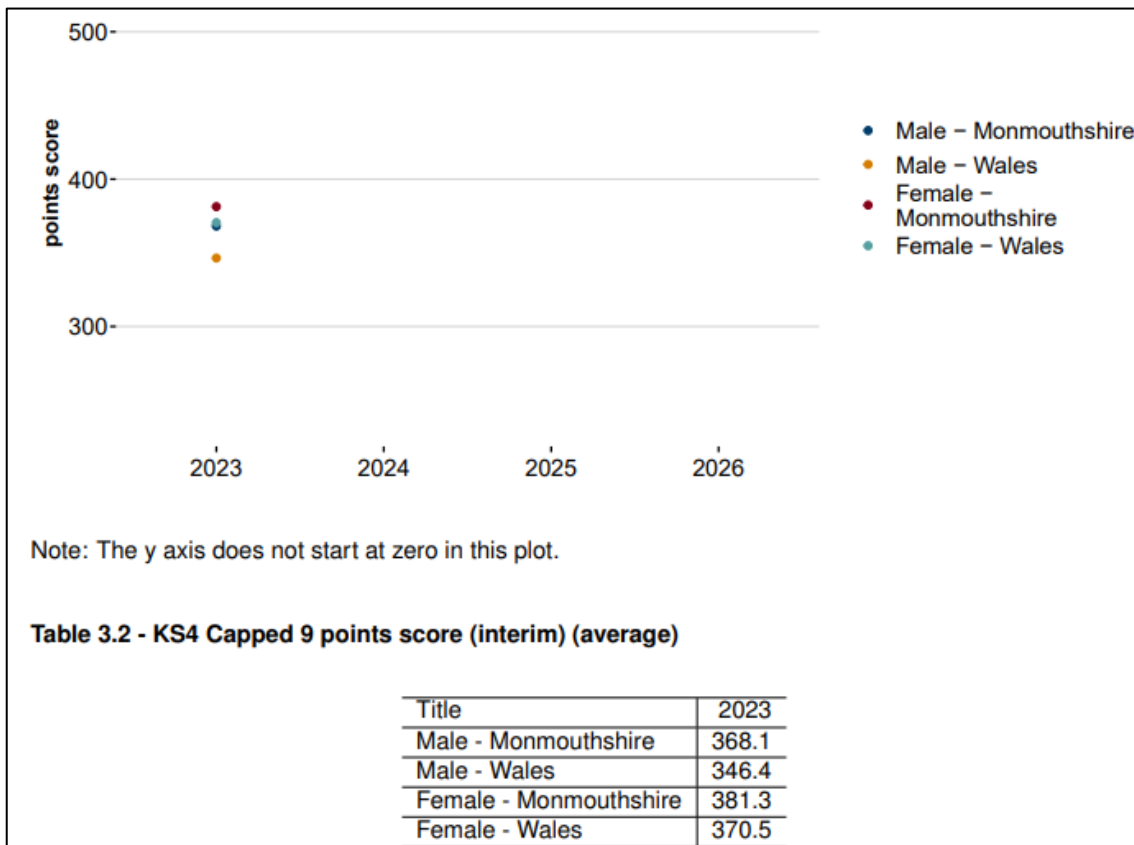 500
400
300
points score
2023 2024 2025 2026
Male − Monmouthshire
Male − Wales
Female −
Monmouthshire
Female − Wales
Note: The y axis does not start at zero in this plot.
Table 3.2 - KS4 Capped 9 points score (interim) (average)
Title 2023
Male - Monmouthshire 368.1
Male - Wales 346.4
Female - Monmouthshire 381.3
Female - Wales 370.5